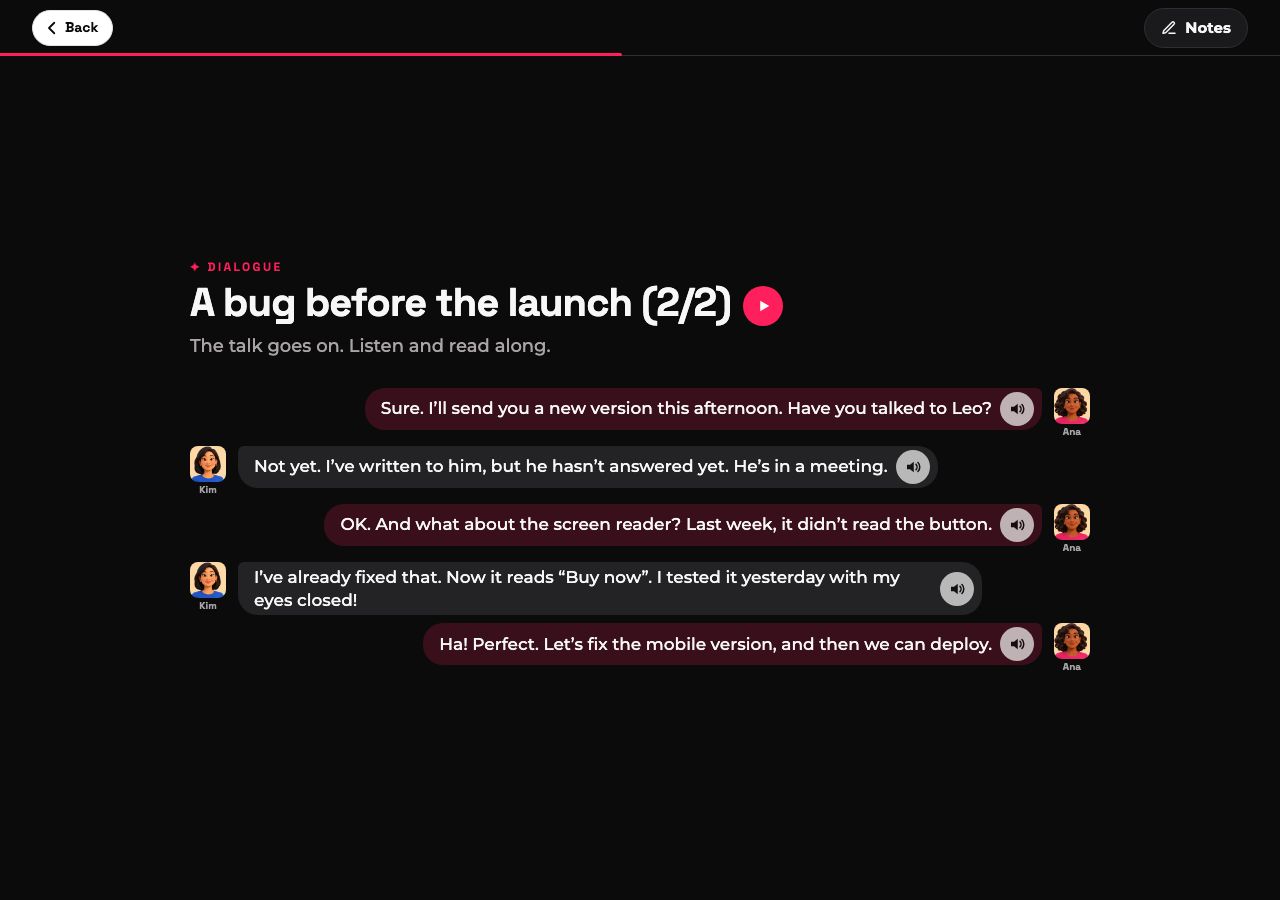 Back
Notes
DIALOGUE
A bug before the launch (2/2)
The talk goes on. Listen and read along.
Sure. I’ll send you a new version this afternoon. Have you talked to Leo?
Ana
Not yet. I’ve written to him, but he hasn’t answered yet. He’s in a meeting.
Kim
OK. And what about the screen reader? Last week, it didn’t read the button.
Ana
I’ve already fixed that. Now it reads “Buy now”. I tested it yesterday with my
eyes closed!
Kim
Ha! Perfect. Let’s fix the mobile version, and then we can deploy.
Ana